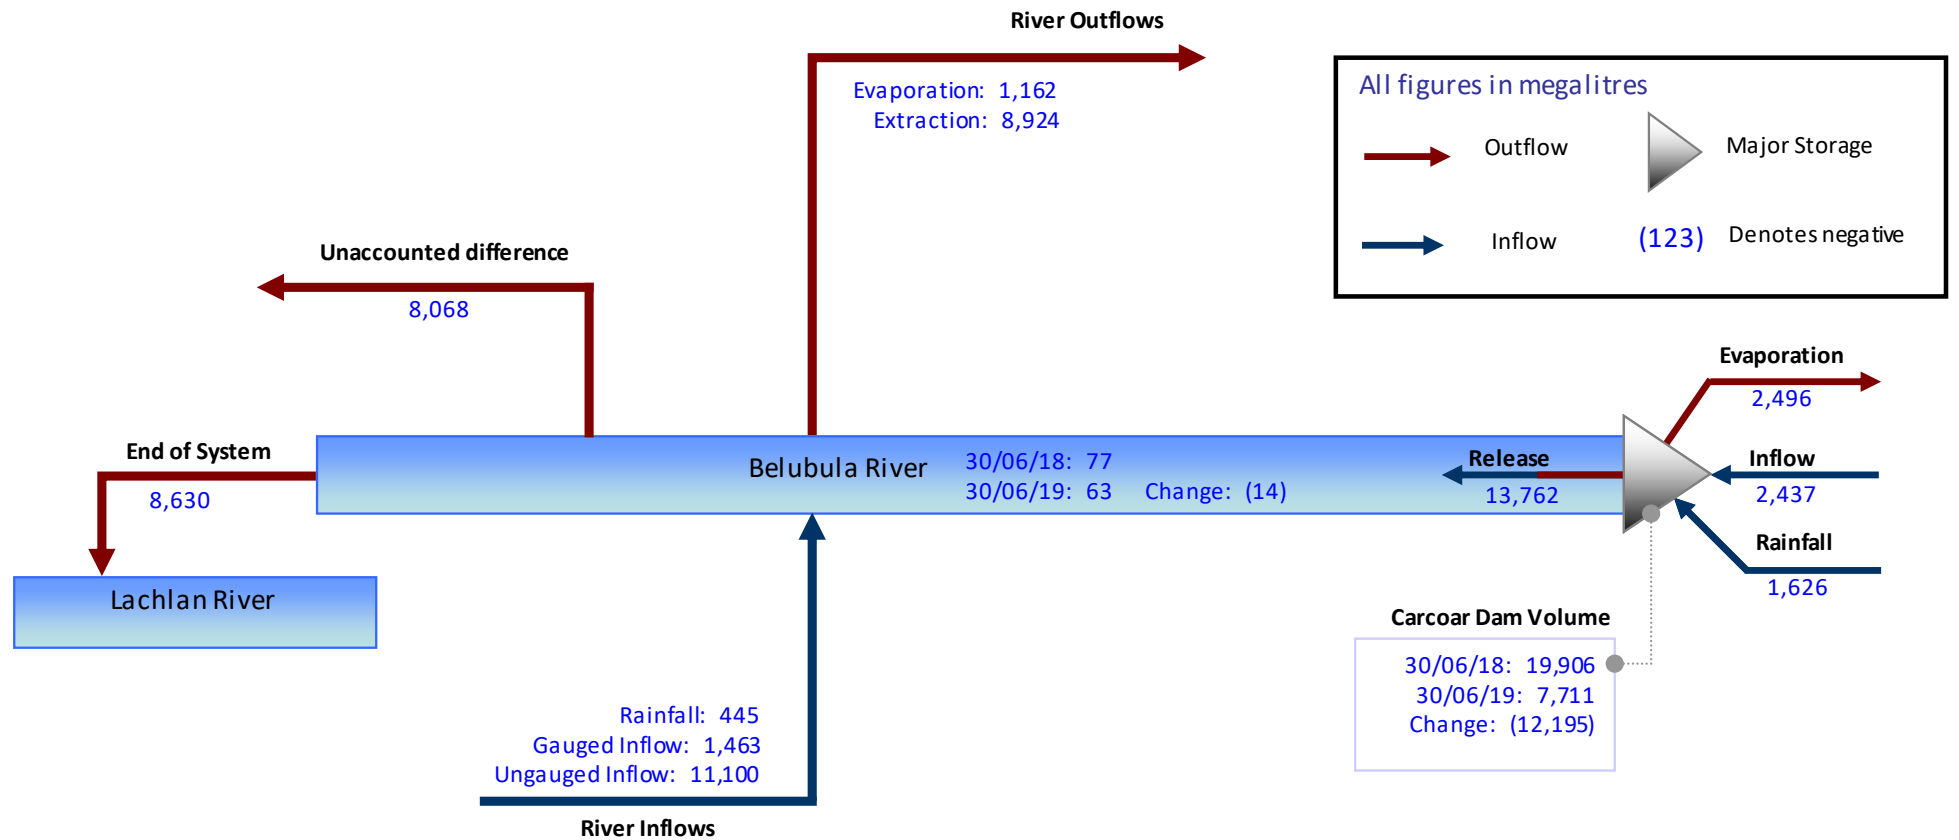 River Outflows
Evaporation: 1,162
Extraction: 8,924
All figures in megalitres
Outflow
Major Storage
Inflow
(123) Denotes negative
Unaccounted difference
8,068
Evaporation
2,496
End of System
8,630
Belubula River
30/06/18: 77
30/06/19: 63 Change: (14)
Release
13,762
Inflow
2,437
Rainfall
1,626
Lachlan River
Carcoar Dam Volume
30/06/18: 19,906
30/06/19: 7,711
Change: (12,195)
Rainfall: 445
Gauged Inflow: 1,463
Ungauged Inflow: 11,100
River Inflows